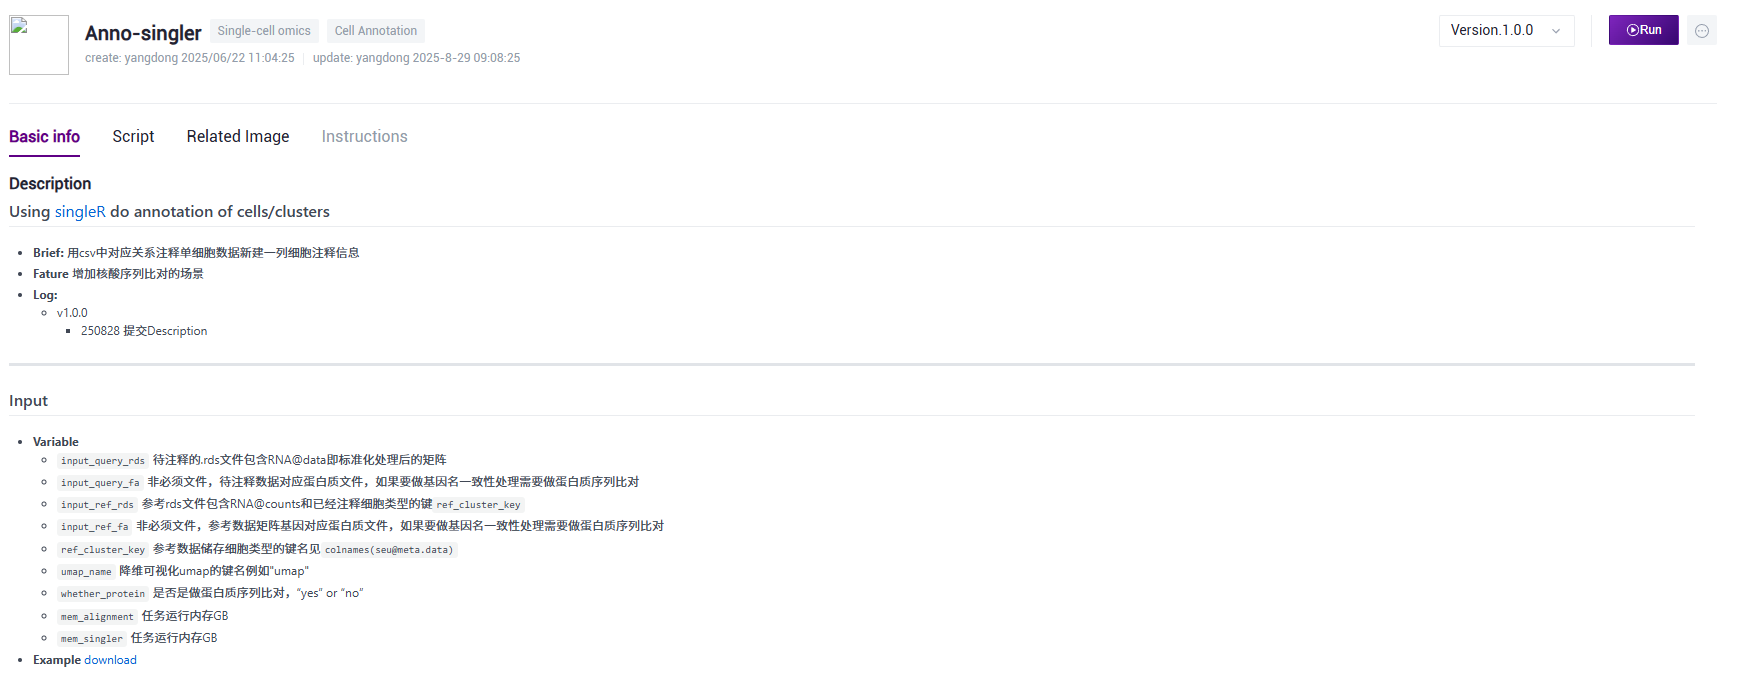 Anno-singler Single-cell omics Cell Annotation
create: yangdong 2025/06/22 11:04:25 update: yangdong 2025-8-29 09:08:25
Version.1.0.0
Run
Basic info Script Related Image Instructions
Description
Using singleR do annotation of cells/clusters
Brief: 用csv中对应关系注释单细胞数据新建一列细胞注释信息
Fature 增加核酸序列比对的场景
Log:
v1.0.0
250828 提交Description
Input
Variable
input_query_rds 待注释的.rds文件包含RNA@data即标准化处理后的矩阵
input_query_fa 非必须文件，待注释数据对应蛋白质文件，如果要做基因名一致性处理需要做蛋白质序列比对
input_ref_rds 参考rds文件包含RNA@counts和已经注释细胞类型的键 ref_cluster_key
input_ref_fa 非必须文件，参考数据矩阵基因对应蛋白质文件，如果要做基因名一致性处理需要做蛋白质序列比对
ref_cluster_key 参考数据储存细胞类型的键名见 colnames(seu@meta.data)
umap_name 降维可视化umap的键名例如"umap"
whether_protein 是否是做蛋白质序列比对，“yes” or “no”
mem_alignment 任务运行内存GB
mem_singler 任务运行内存GB
Example download